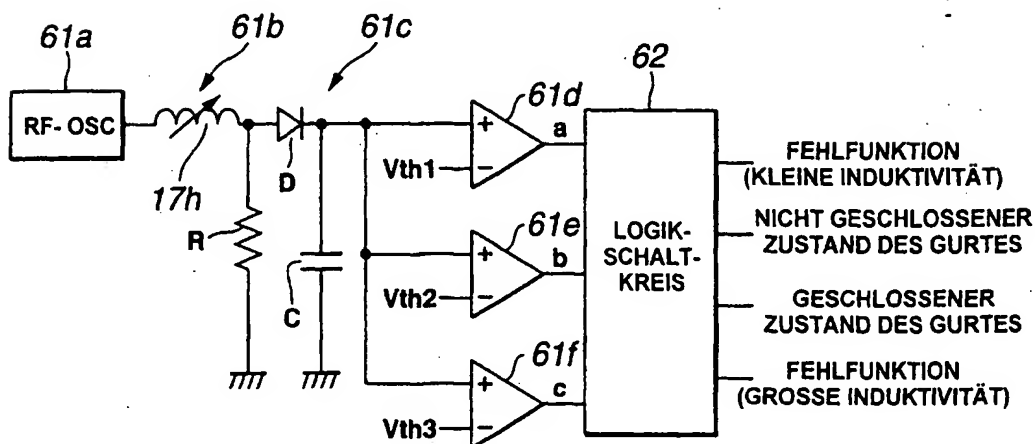 61a
61b
61c
RF- OSC
17h
D
R
C
61d
a
Vth1
61e
b
Vth2
61f
c
Vth3
62
LOGIK-
SCHALT-
KREIS
FEHLFUNKTION
(KLEINE INDUKTIVITÄT)
NICHT GESCHLOSSENER
ZUSTAND DES GURTES
GESCHLOSSENER
ZUSTAND DES GURTES
FEHLFUNKTION
(GROSSE INDUKTIVITÄT)